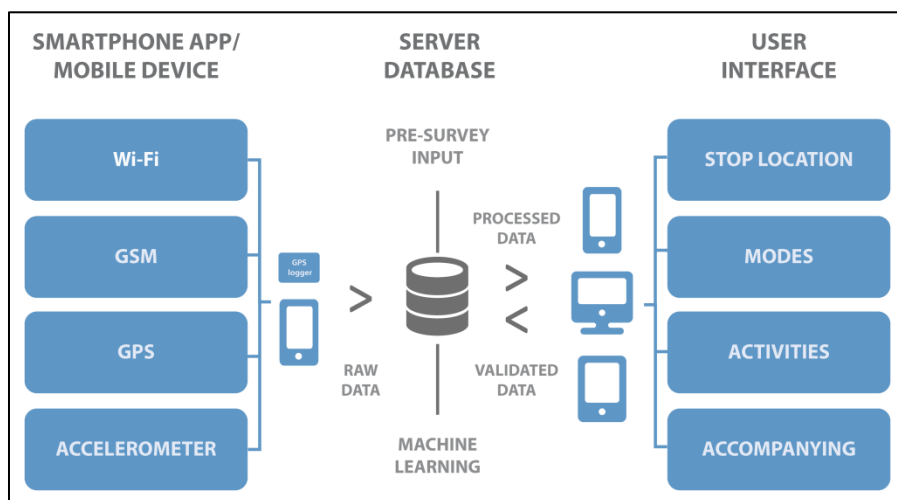 SMARTPHONE APP/
MOBILE DEVICE
Wi-Fi
GSM
GPS
ACCELEROMETER
GPS
logger
RAW
DATA
SERVER
DATABASE
PRE-SURVEY
INPUT
PROCESSED
DATA
>
>
<
VALIDATED
DATA
MACHINE
LEARNING
USER
INTERFACE
STOP LOCATION
MODES
ACTIVITIES
ACCOMPANYING